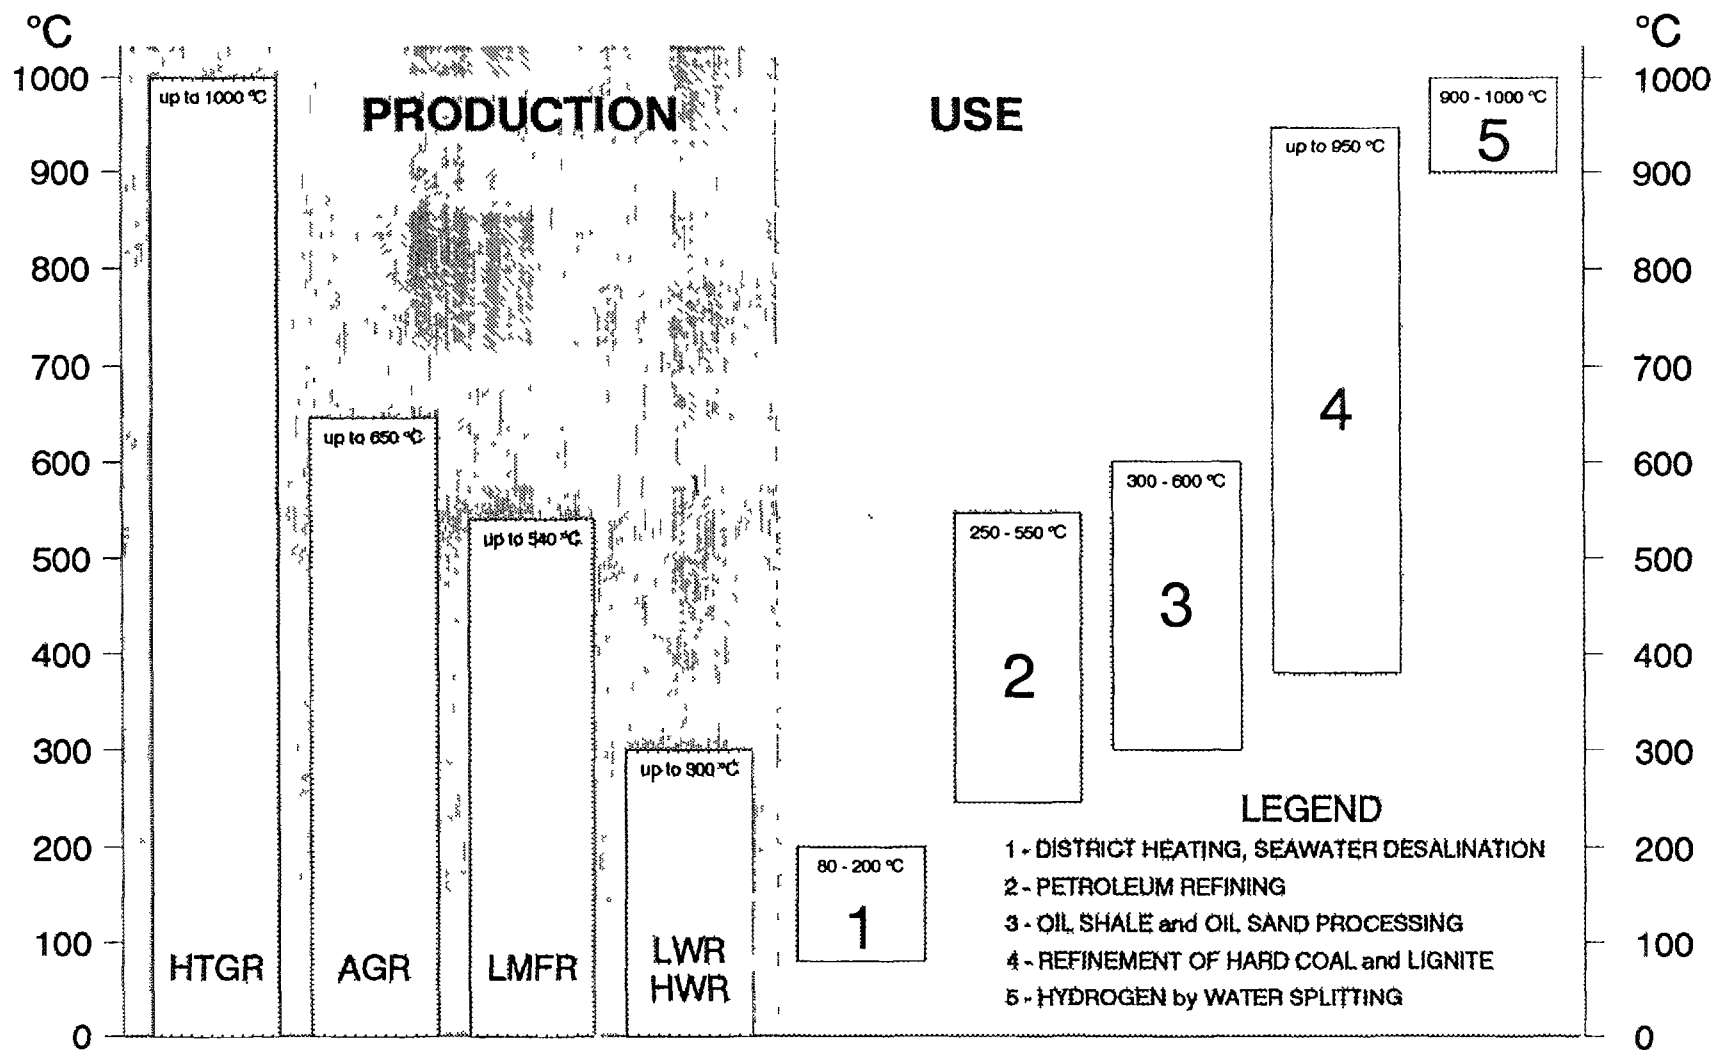 °C
°C
1000
900
800
700
600
500
400
300
200
100
0
PRODUCTION
USE
up to 1000 °C
HTGR
up to 650 °C
AGR
up to 540 °C
LMFR
up to 300 °C
LWR
HWR
80 - 200 °C
1
250 - 550 °C
2
300 - 600 °C
3
up to 950 °C
4
900 - 1000 °C
5
LEGEND
1 - DISTRICT HEATING, SEAWATER DESALINATION
2 - PETROLEUM REFINING
3 - OIL SHALE and OIL SAND PROCESSING
4 - REFINEMENT OF HARD COAL and LIGNITE
5 - HYDROGEN by WATER SPLITTING
1000
900
800
700
600
500
400
300
200
100
0